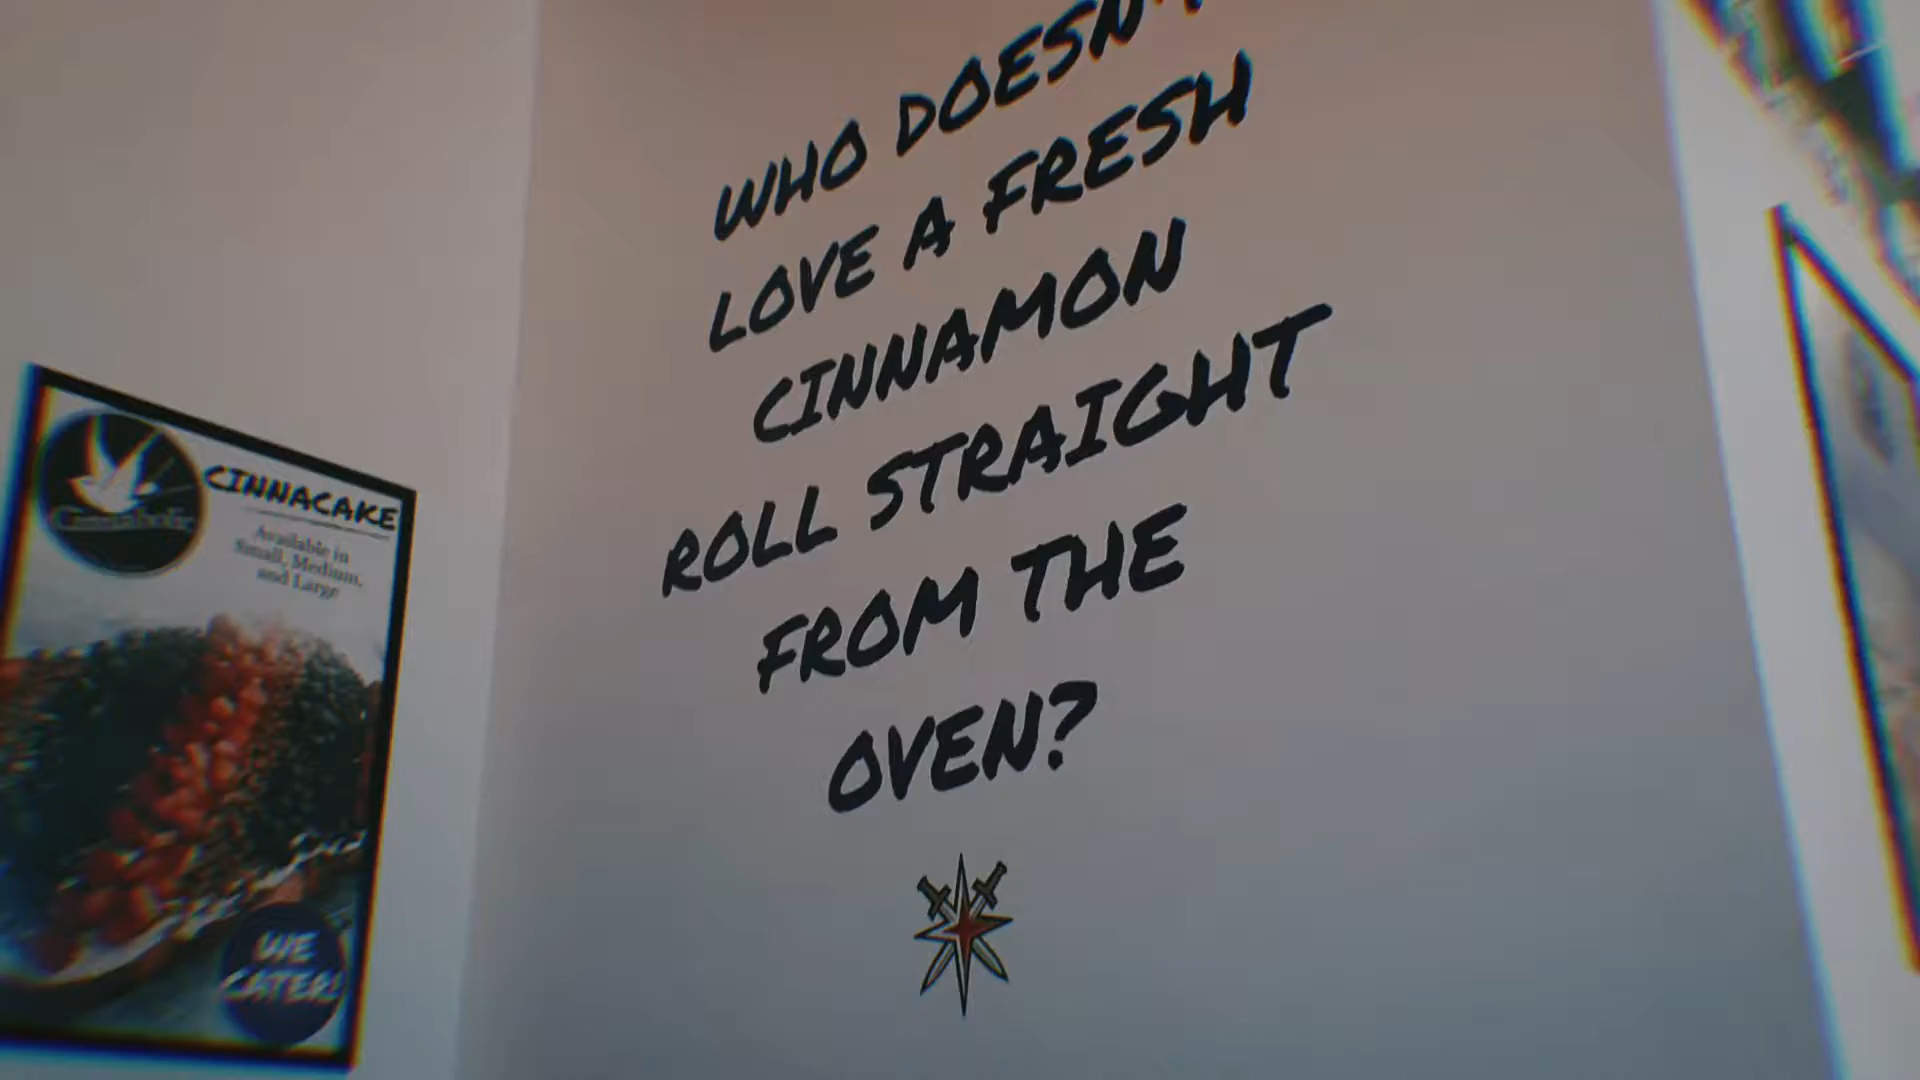 WHO DOESN'T
LOVE A FRESH
CINNAMON
ROLL STRAIGHT
FROM THE
OVEN?
Cinnaholic
CINNACAKE
Available in
Small, Medium,
and Large
WE
CATER!